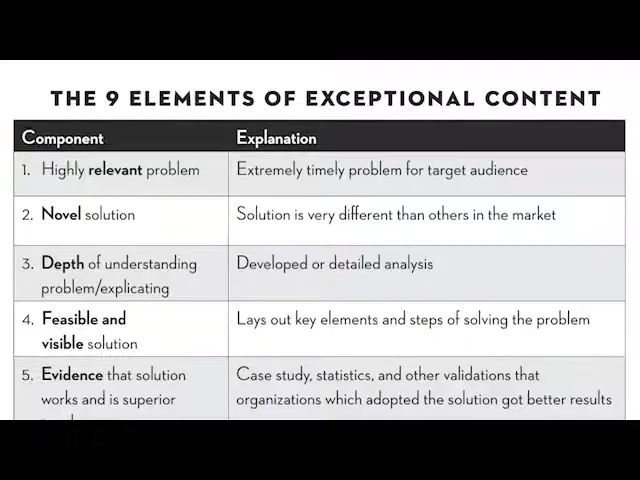 THE 9 ELEMENTS OF EXCEPTIONAL CONTENT
Component Explanation
1. Highly relevant problem Extremely timely problem for target audience
2. Novel solution Solution is very different than others in the market
3. Depth of understanding Developed or detailed analysis
problem/explicating
4. Feasible and Lays out key elements and steps of solving the problem
visible solution
5. Evidence that solution Case study, statistics, and other validations that
works and is superior organizations which adopted the solution got better results